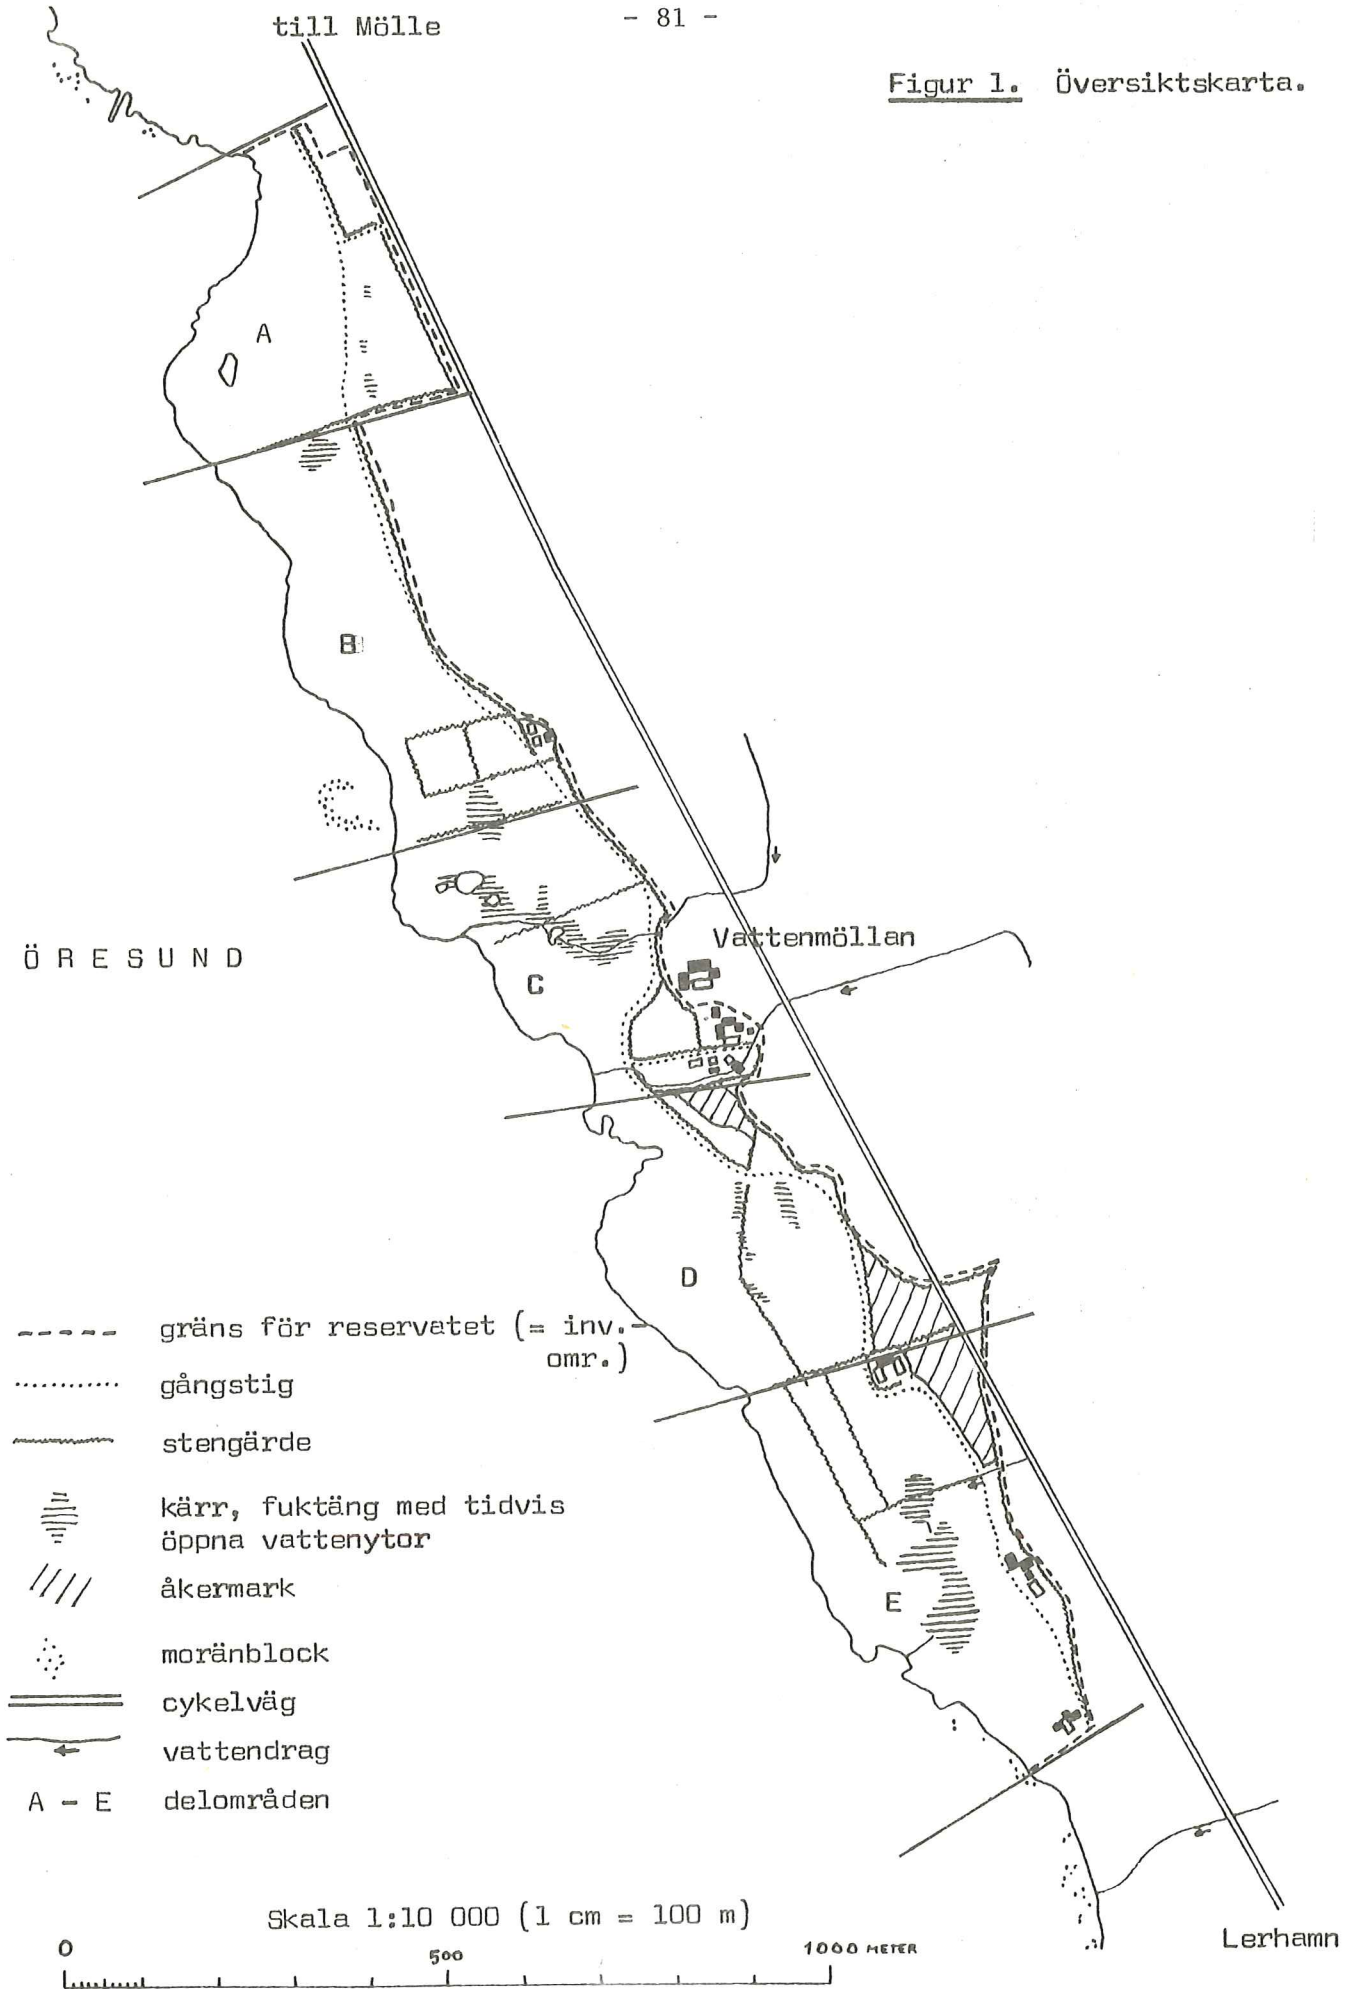 - 81 -
till Mölle
Figur 1. Översiktskarta.
A
B
Vattenmöllan
ÖRESUND
C
D
gräns för reservatet (= inv.-
omr.)
gångstig
stengärde
kärr, fuktäng med tidvis
öppna vattenytor
åkermark
E
moränblock
cykelväg
vattendrag
A - E delområden
Skala 1:10 000 (1 cm = 100 m)
0 500 1000 METER
Lerhamn